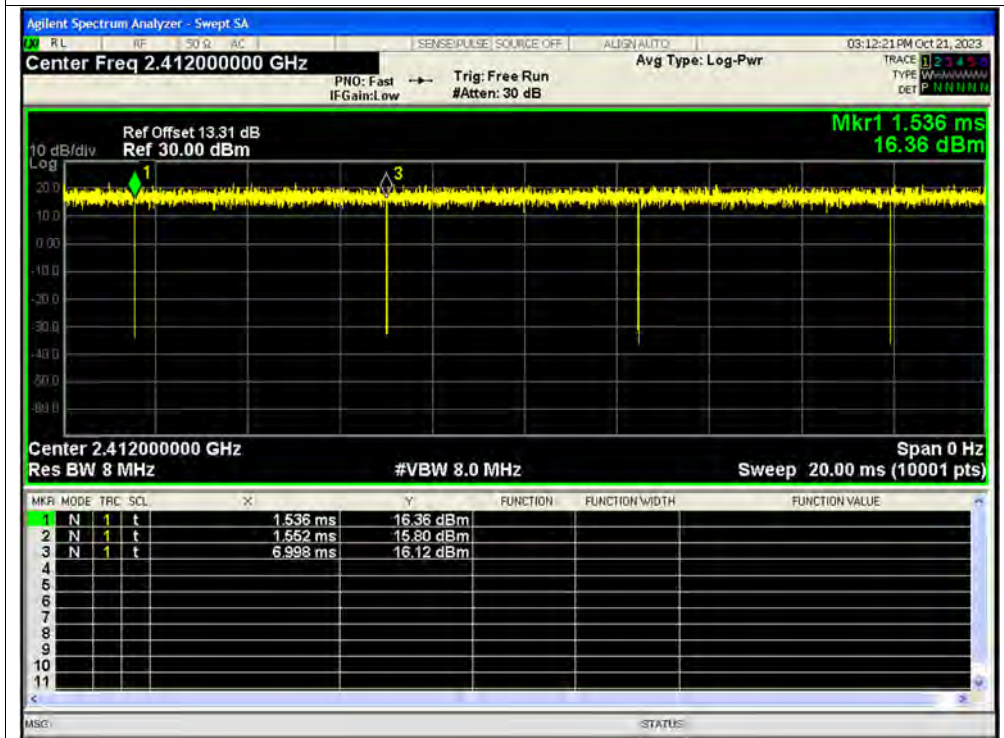 Agilent Spectrum Analyzer - Swept SA
RL RF 50 Ω AC SENSE:PULSE SOURCE OFF ALIGN AUTO 03:12:21 PM Oct 21, 2023
Center Freq 2.412000000 GHz Avg Type: Log-Pwr TRACE 1 2 3 4 5 6
PNO: Fast Trig: Free Run TYPE W
IFGain:Low #Atten: 30 dB DET P N N N N N
Mkr1 1.536 ms
Ref Offset 13.31 dB
10 dB/div Ref 30.00 dBm 16.36 dBm
Log
1 3
20.0
10.0
0.00
-10.0
-20.0
-30.0
-40.0
-50.0
-60.0
Center 2.412000000 GHz Span 0 Hz
Res BW 8 MHz #VBW 8.0 MHz Sweep 20.00 ms (10001 pts)
MKR MODE TRC SCL X Y FUNCTION FUNCTION WIDTH FUNCTION VALUE
1 N 1 t 1.536 ms 16.36 dBm
2 N 1 t 1.552 ms 15.80 dBm
3 N 1 t 6.998 ms 16.12 dBm
4
5
6
7
8
9
10
11
MSG STATUS